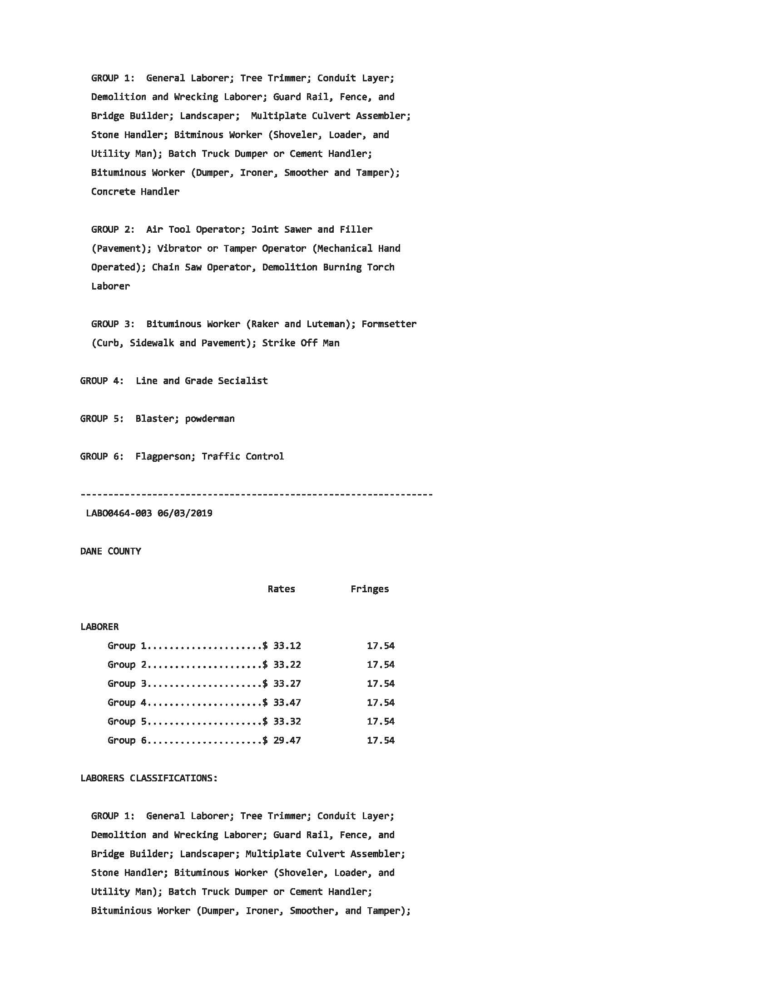 GROUP 1:  General Laborer; Tree Trimmer; Conduit Layer;
Demolition and Wrecking Laborer; Guard Rail, Fence, and
Bridge Builder; Landscaper;  Multiplate Culvert Assembler;
Stone Handler; Bitminous Worker (Shoveler, Loader, and
Utility Man); Batch Truck Dumper or Cement Handler;
Bituminous Worker (Dumper, Ironer, Smoother and Tamper);
Concrete Handler
GROUP 2:  Air Tool Operator; Joint Sawer and Filler
(Pavement); Vibrator or Tamper Operator (Mechanical Hand
Operated); Chain Saw Operator, Demolition Burning Torch
Laborer
GROUP 3:  Bituminous Worker (Raker and Luteman); Formsetter
(Curb, Sidewalk and Pavement); Strike Off Man
GROUP 4:  Line and Grade Secialist
GROUP 5:  Blaster; powderman
GROUP 6:  Flagperson; Traffic Control
----------------------------------------------------------------
LABO0464-003 06/03/2019
DANE COUNTY
Rates          Fringes
LABORER
Group 1.....................$ 33.12            17.54
Group 2.....................$ 33.22            17.54
Group 3.....................$ 33.27            17.54
Group 4.....................$ 33.47            17.54
Group 5.....................$ 33.32            17.54
Group 6.....................$ 29.47            17.54
LABORERS CLASSIFICATIONS:
GROUP 1:  General Laborer; Tree Trimmer; Conduit Layer;
Demolition and Wrecking Laborer; Guard Rail, Fence, and
Bridge Builder; Landscaper; Multiplate Culvert Assembler;
Stone Handler; Bituminous Worker (Shoveler, Loader, and
Utility Man); Batch Truck Dumper or Cement Handler;
Bituminious Worker (Dumper, Ironer, Smoother, and Tamper);